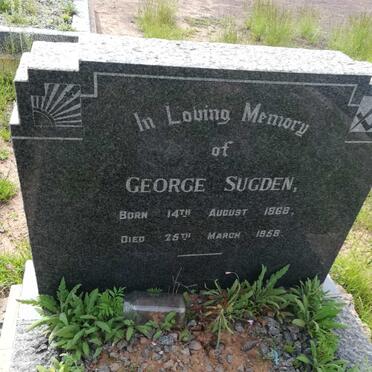 In Loving Memory
of
GEORGE SUGDEN,
BORN 14TH AUGUST 1868,
DIED 25TH MARCH 1958.